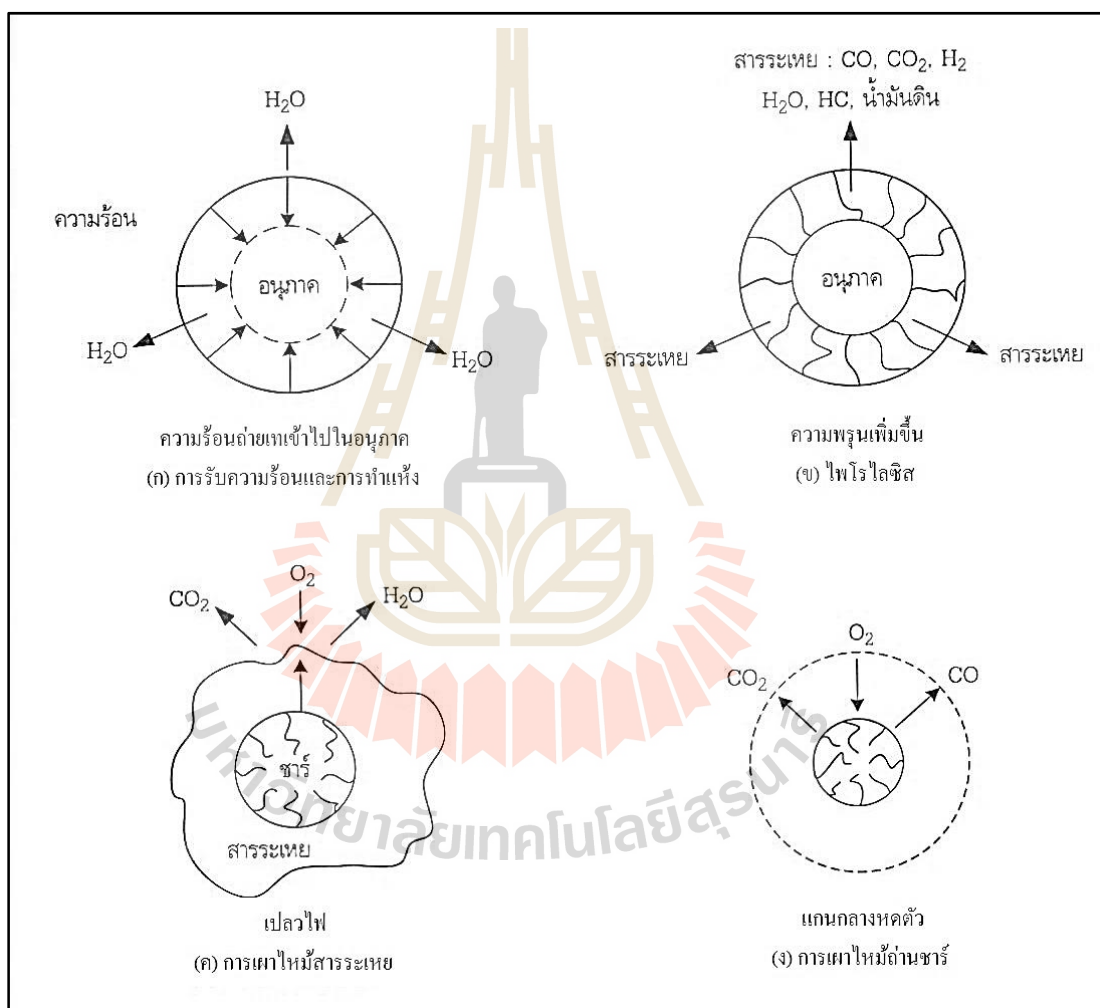 H₂O
ความร้อน
อนุภาค
H₂O
H₂O
ความร้อนถ่ายเทเข้าไปในอนุภาค
(ก) การรับความร้อนและการทำแห้ง
สารระเหย : CO, CO₂, H₂
H₂O, HC, น้ำมันดิน
อนุภาค
สารระเหย
สารระเหย
ความพรุนเพิ่มขึ้น
(ข) ไพโรไลซิส
O₂
CO₂
H₂O
ชาร์
สารระเหย
เปลวไฟ
(ค) การเผาไหม้สารระเหย
O₂
CO₂
CO
แกนกลางหดตัว
(ง) การเผาไหม้ถ่านชาร์
มหาวิทยาลัยเทคโนโลยีสุรนารี